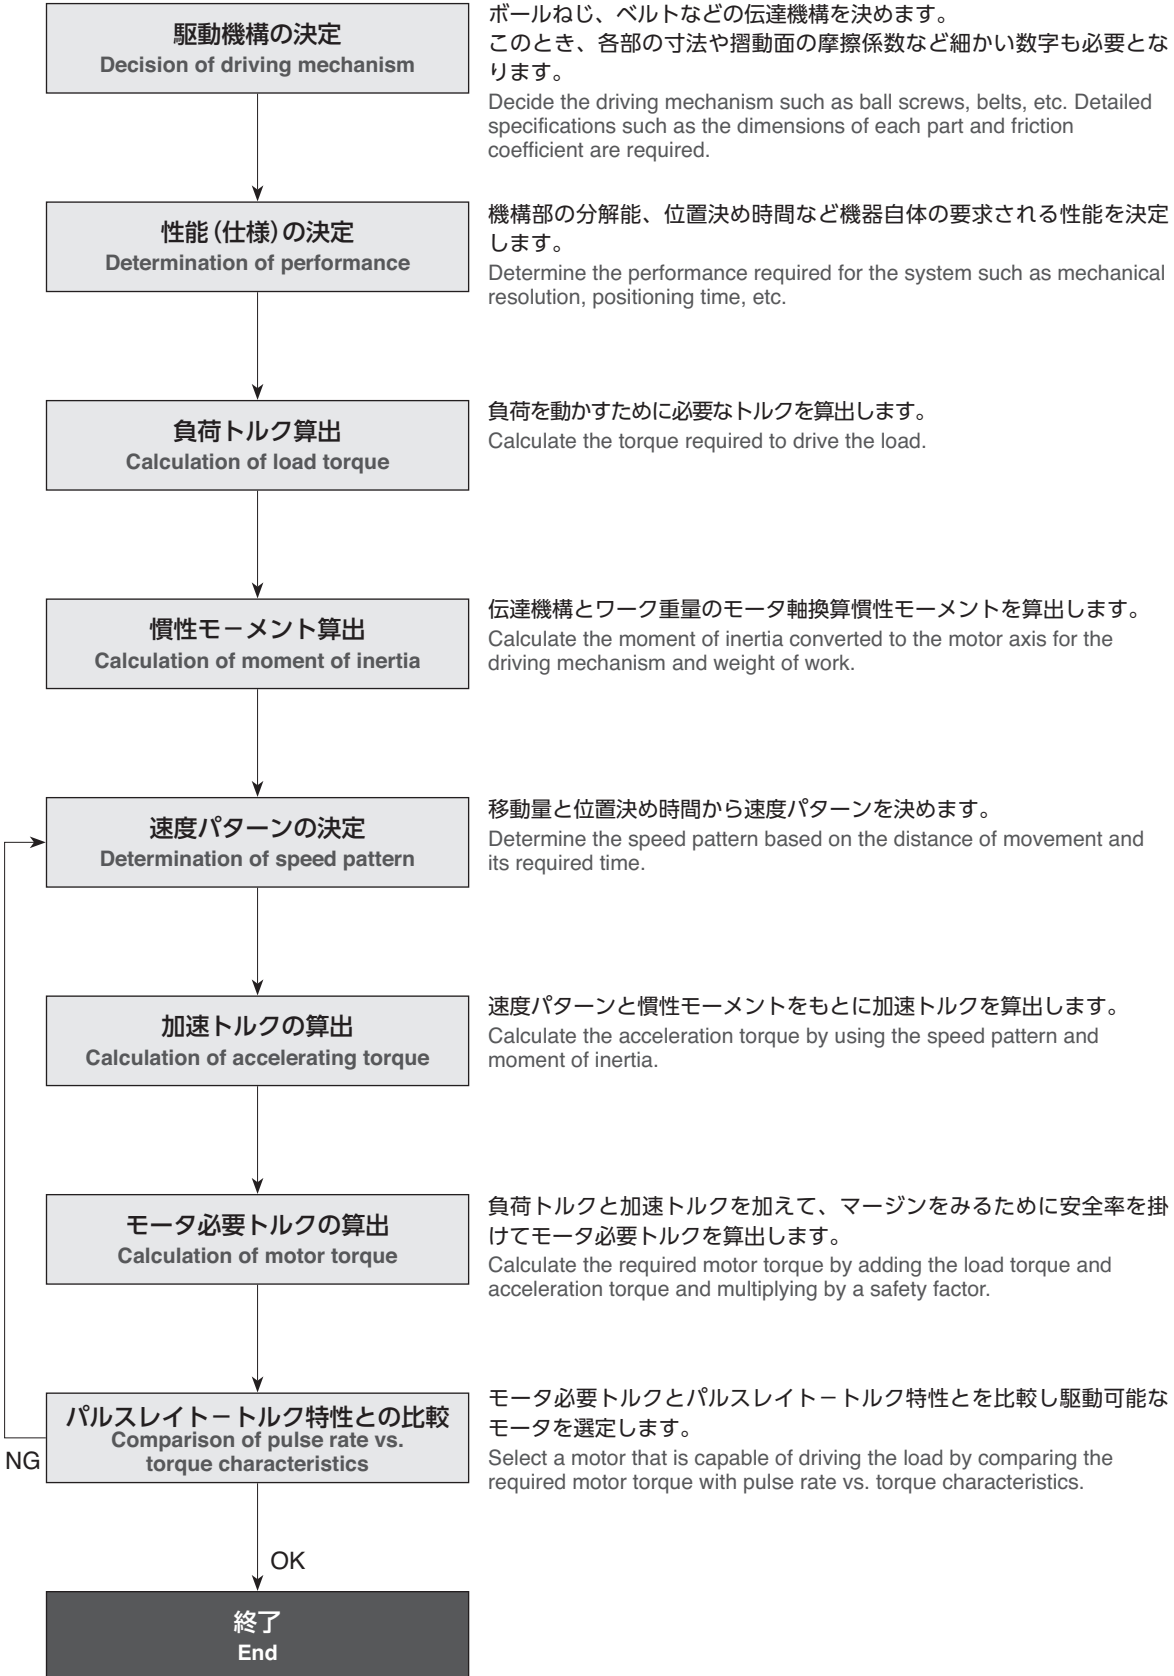 駆動機構の決定
Decision of driving mechanism
ボールねじ、ベルトなどの伝達機構を決めます。
このとき、各部の寸法や摺動面の摩擦係数など細かい数字も必要とな
ります。
Decide the driving mechanism such as ball screws, belts, etc. Detailed
specifications such as the dimensions of each part and friction
coefficient are required.
性能(仕様)の決定
Determination of performance
機構部の分解能、位置決め時間など機器自体の要求される性能を決定
します。
Determine the performance required for the system such as mechanical
resolution, positioning time, etc.
負荷トルク算出
Calculation of load torque
負荷を動かすために必要なトルクを算出します。
Calculate the torque required to drive the load.
慣性モーメント算出
Calculation of moment of inertia
伝達機構とワーク重量のモータ軸換算慣性モーメントを算出します。
Calculate the moment of inertia converted to the motor axis for the
driving mechanism and weight of work.
速度パターンの決定
Determination of speed pattern
移動量と位置決め時間から速度パターンを決めます。
Determine the speed pattern based on the distance of movement and
its required time.
加速トルクの算出
Calculation of accelerating torque
速度パターンと慣性モーメントをもとに加速トルクを算出します。
Calculate the acceleration torque by using the speed pattern and
moment of inertia.
モータ必要トルクの算出
Calculation of motor torque
負荷トルクと加速トルクを加えて、マージンをみるために安全率を掛
けてモータ必要トルクを算出します。
Calculate the required motor torque by adding the load torque and
acceleration torque and multiplying by a safety factor.
パルスレイトートルク特性との比較
Comparison of pulse rate vs.
torque characteristics
モータ必要トルクとパルスレイトートルク特性とを比較し駆動可能な
モータを選定します。
Select a motor that is capable of driving the load by comparing the
required motor torque with pulse rate vs. torque characteristics.
NG
OK
終了
End